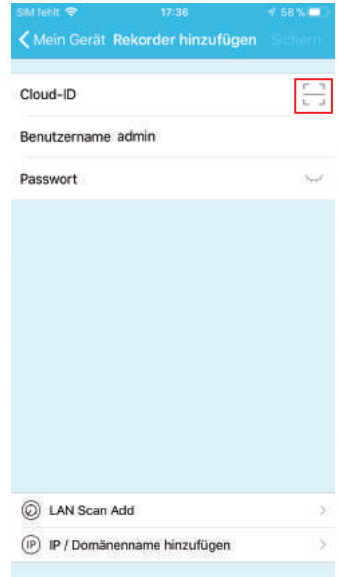 SIM fehlt 17:36 58 %
Mein Gerät Rekorder hinzufügen Sichern
Cloud-ID
Benutzername admin
Passwort
LAN Scan Add
IP IP / Domänenname hinzufügen